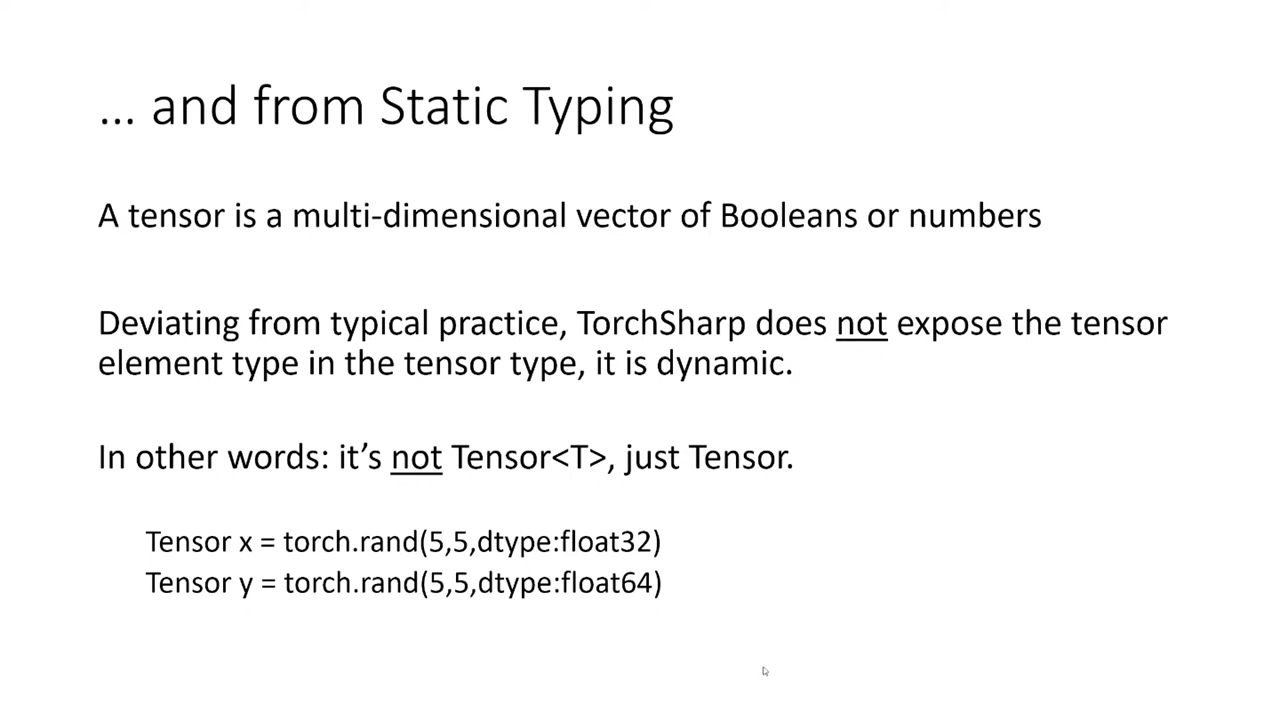 ... and from Static Typing
A tensor is a multi-dimensional vector of Booleans or numbers
Deviating from typical practice, TorchSharp does not expose the tensor
element type in the tensor type, it is dynamic.
In other words: it’s not Tensor<T>, just Tensor.
Tensor x = torch.rand(5,5,dtype:float32)
Tensor y = torch.rand(5,5,dtype:float64)